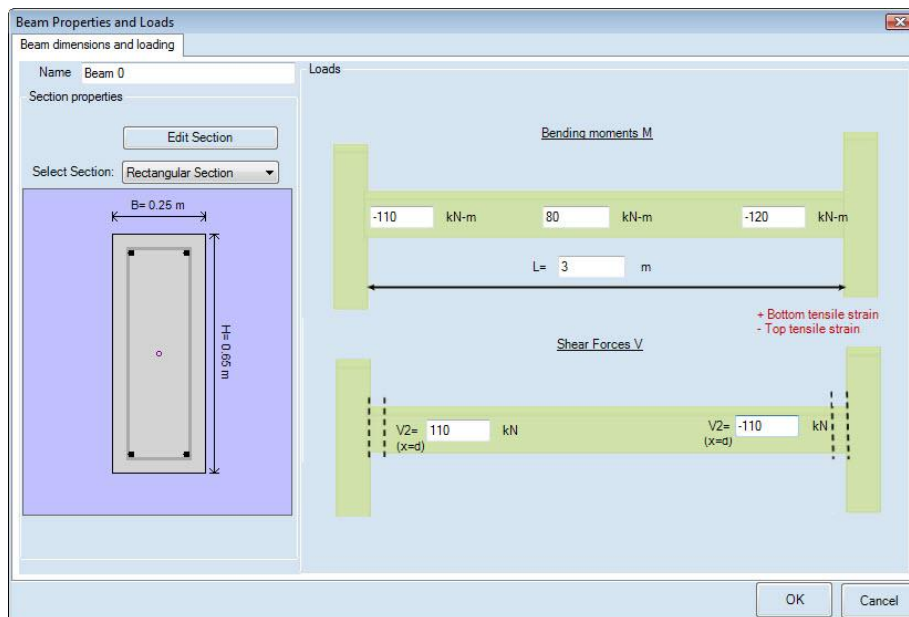 Beam Properties and Loads
Beam dimensions and loading
Name Beam 0
Section properties
Edit Section
Select Section: Rectangular Section
B= 0.25 m
H= 0.65 m
Loads
Bending moments M
-110 kN-m 80 kN-m -120 kN-m
L= 3 m
+ Bottom tensile strain
- Top tensile strain
Shear Forces V
V2= 110 kN V2= -110 kN
(x=d) (x=d)
OK Cancel